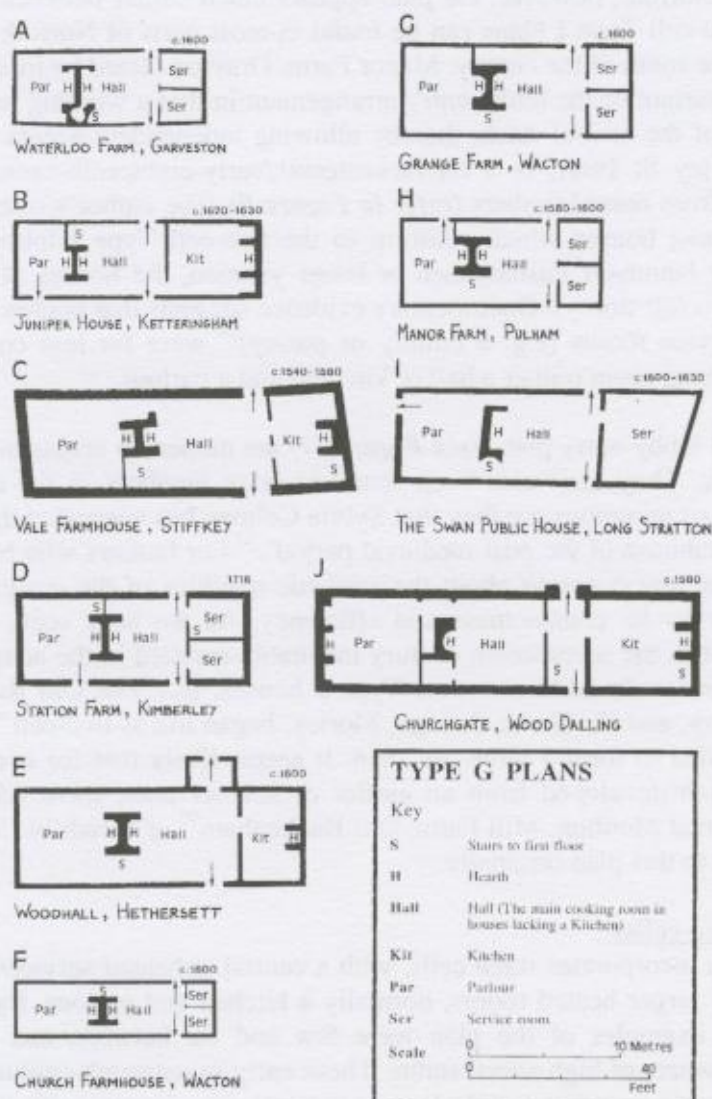 A
c.1600
Par H H Hall Ser
S Ser
WATERLOO FARM, GARVESTON
B
c.1620-1630
S
Par H H Hall Kit H
JUNIPER HOUSE, KETTERINGHAM
C
c.1540-1580
Par H H Hall Kit H
S S
VALE FARMHOUSE, STIFFKEY
D
1716
S Ser
Par H H Hall S
Ser
STATION FARM, KIMBERLEY
E
c.1600
Par H H Hall Kit H
S
WOODHALL, HETHERSETT
F
c.1600
Par H H Hall Ser
Ser
CHURCH FARMHOUSE, WACTON
G
c.1600
Par H H Hall Ser
Ser
GRANGE FARM, WACTON
H
c.1580-1600
Par H H Hall Ser
S Ser
MANOR FARM, PULHAM
I
c.1600-1630
Par H Hall Ser
S
THE SWAN PUBLIC HOUSE, LONG STRATTON
J
c.1580
H Par H Hall Kit H
S S
CHURCHGATE, WOOD DALLING
TYPE G PLANS
Key
S Stairs to first floor
H Hearth
Hall Hall (The main cooking room in
houses lacking a Kitchen)
Kit Kitchen
Par Parlour
Ser Service room
Scale 0 10 Metres
0 40
Feet